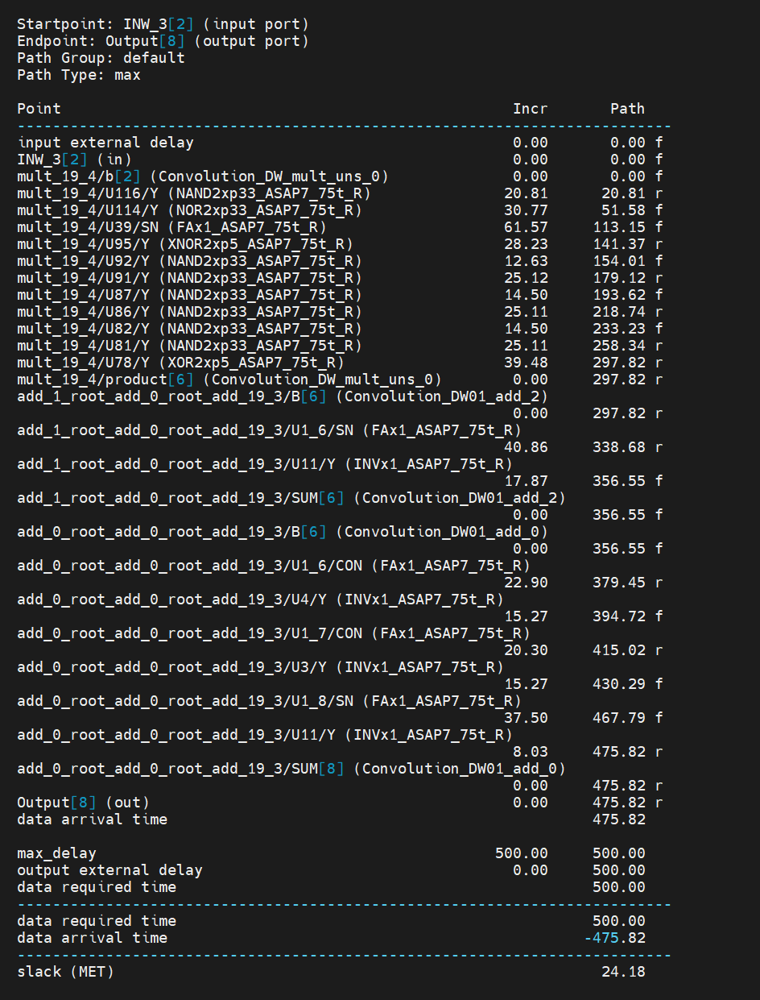 Startpoint: INW_3[2] (input port)
Endpoint: Output[8] (output port)
Path Group: default
Path Type: max
Point Incr Path
--------------------------------------------------------------------------
input external delay 0.00 0.00 f
INW_3[2] (in) 0.00 0.00 f
mult_19_4/b[2] (Convolution_DW_mult_uns_0) 0.00 0.00 f
mult_19_4/U116/Y (NAND2xp33_ASAP7_75t_R) 20.81 20.81 r
mult_19_4/U114/Y (NOR2xp33_ASAP7_75t_R) 30.77 51.58 f
mult_19_4/U39/SN (FAx1_ASAP7_75t_R) 61.57 113.15 f
mult_19_4/U95/Y (XNOR2xp5_ASAP7_75t_R) 28.23 141.37 r
mult_19_4/U92/Y (NAND2xp33_ASAP7_75t_R) 12.63 154.01 f
mult_19_4/U91/Y (NAND2xp33_ASAP7_75t_R) 25.12 179.12 r
mult_19_4/U87/Y (NAND2xp33_ASAP7_75t_R) 14.50 193.62 f
mult_19_4/U86/Y (NAND2xp33_ASAP7_75t_R) 25.11 218.74 r
mult_19_4/U82/Y (NAND2xp33_ASAP7_75t_R) 14.50 233.23 f
mult_19_4/U81/Y (NAND2xp33_ASAP7_75t_R) 25.11 258.34 r
mult_19_4/U78/Y (XOR2xp5_ASAP7_75t_R) 39.48 297.82 r
mult_19_4/product[6] (Convolution_DW_mult_uns_0) 0.00 297.82 r
add_1_root_add_0_root_add_19_3/B[6] (Convolution_DW01_add_2)
0.00 297.82 r
add_1_root_add_0_root_add_19_3/U1_6/SN (FAx1_ASAP7_75t_R)
40.86 338.68 r
add_1_root_add_0_root_add_19_3/U11/Y (INVx1_ASAP7_75t_R)
17.87 356.55 f
add_1_root_add_0_root_add_19_3/SUM[6] (Convolution_DW01_add_2)
0.00 356.55 f
add_0_root_add_0_root_add_19_3/B[6] (Convolution_DW01_add_0)
0.00 356.55 f
add_0_root_add_0_root_add_19_3/U1_6/CON (FAx1_ASAP7_75t_R)
22.90 379.45 r
add_0_root_add_0_root_add_19_3/U4/Y (INVx1_ASAP7_75t_R)
15.27 394.72 f
add_0_root_add_0_root_add_19_3/U1_7/CON (FAx1_ASAP7_75t_R)
20.30 415.02 r
add_0_root_add_0_root_add_19_3/U3/Y (INVx1_ASAP7_75t_R)
15.27 430.29 f
add_0_root_add_0_root_add_19_3/U1_8/SN (FAx1_ASAP7_75t_R)
37.50 467.79 f
add_0_root_add_0_root_add_19_3/U11/Y (INVx1_ASAP7_75t_R)
8.03 475.82 r
add_0_root_add_0_root_add_19_3/SUM[8] (Convolution_DW01_add_0)
0.00 475.82 r
Output[8] (out) 0.00 475.82 r
data arrival time 475.82
max_delay 500.00 500.00
output external delay 0.00 500.00
data required time 500.00
--------------------------------------------------------------------------
data required time 500.00
data arrival time -475.82
--------------------------------------------------------------------------
slack (MET) 24.18